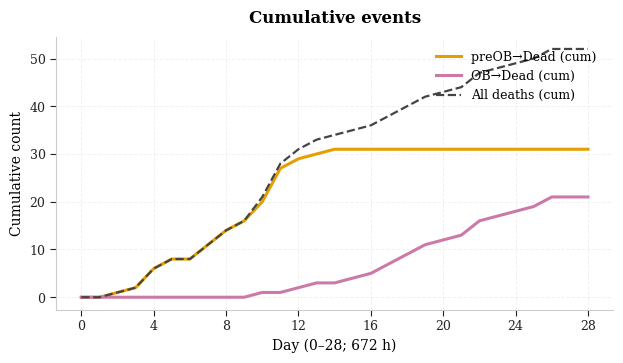 Cumulative events
preOB→Dead (cum)
OB→Dead (cum)
All deaths (cum)
Cumulative count
50
40
30
20
10
0
0 4 8 12 16 20 24 28
Day (0–28; 672 h)